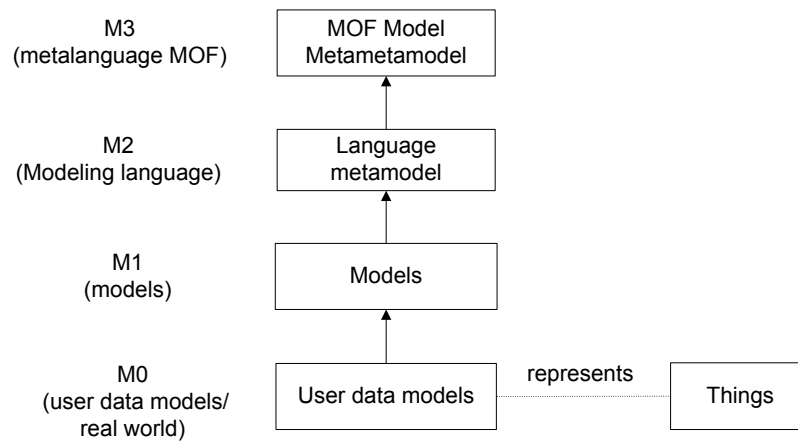 M3
(metalanguage MOF)
MOF Model
Metametamodel
M2
(Modeling language)
Language
metamodel
M1
(models)
Models
M0
(user data models/
real world)
User data models
represents
Things